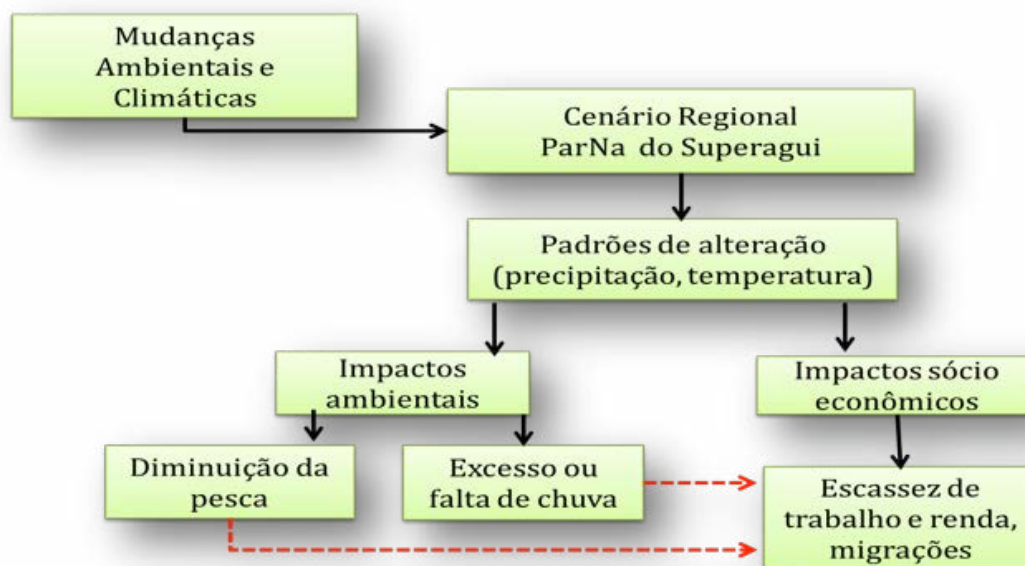 Mudanças
Ambientais e
Climáticas
Cenário Regional
ParNa do Superagui
Padrões de alteração
(precipitação, temperatura)
Impactos
ambientais
Impactos sócio
econômicos
Diminuição da
pesca
Excesso ou
falta de chuva
Escassez de
trabalho e renda,
migrações